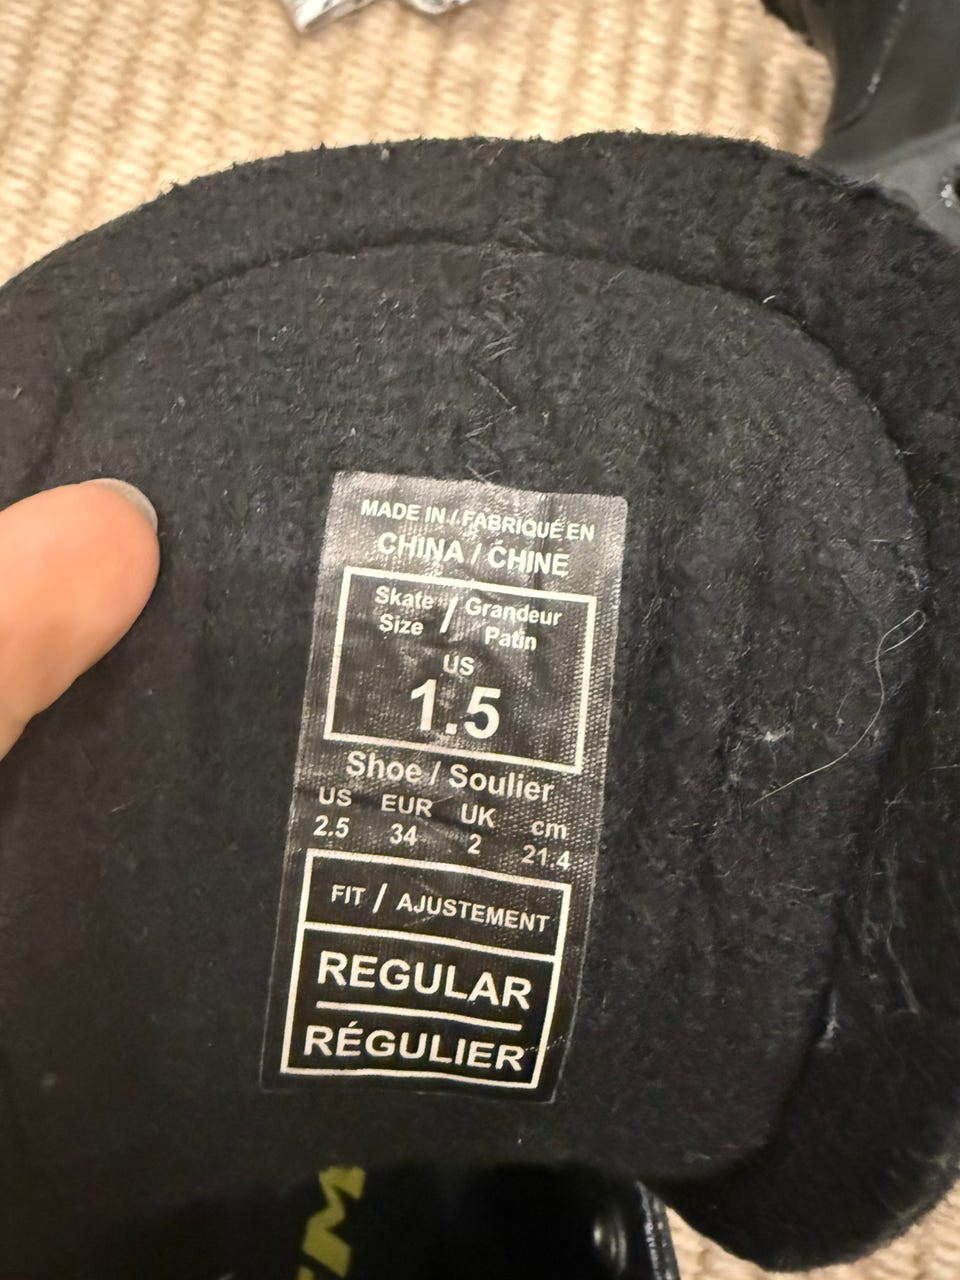 MADE IN / FABRIQUÉ EN
CHINA / CHINE
Skate Size / Grandeur Patin
US
1.5
Shoe / Soulier
US EUR UK cm
2.5 34 2 21.4
FIT / AJUSTEMENT
REGULAR
RÉGULIER